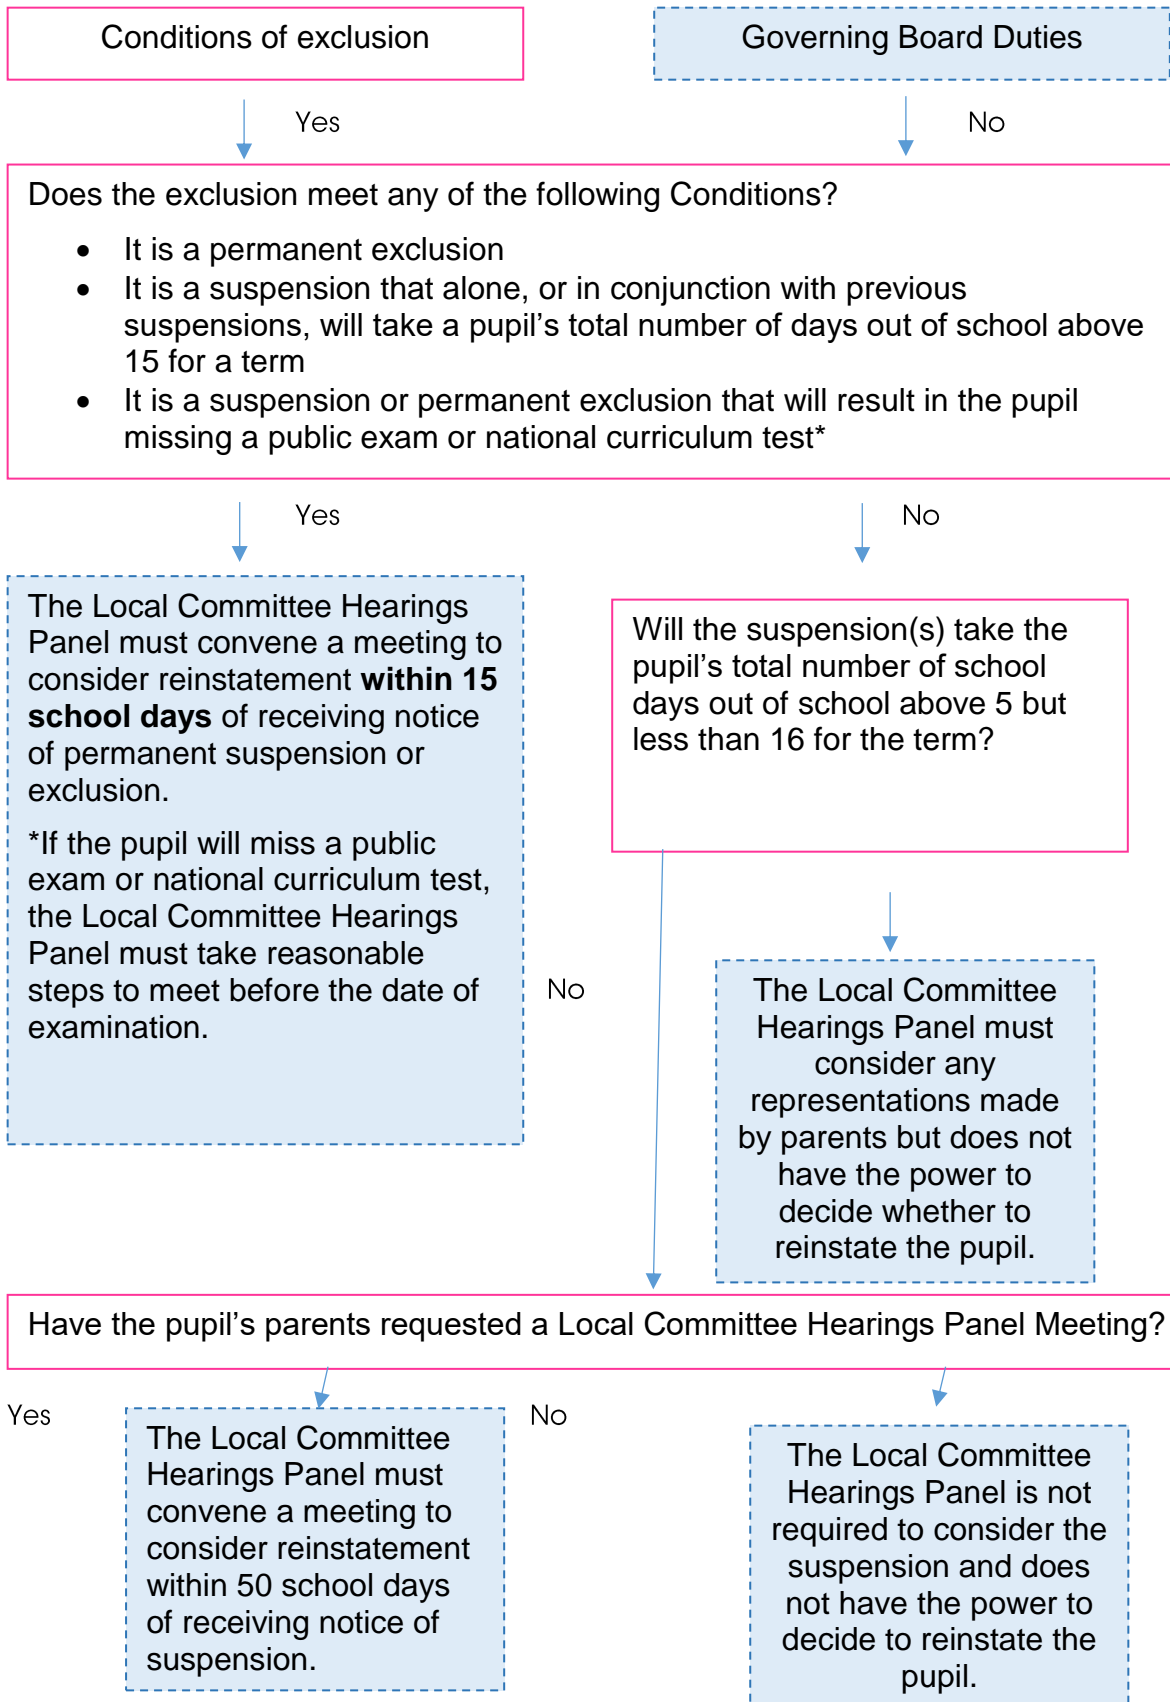 Conditions of exclusion
Governing Board Duties
Yes
No
Does the exclusion meet any of the following Conditions?
• It is a permanent exclusion
• It is a suspension that alone, or in conjunction with previous
suspensions, will take a pupil's total number of days out of school above
15 for a term
• It is a suspension or permanent exclusion that will result in the pupil
missing a public exam or national curriculum test*
Yes
No
The Local Committee Hearings
Panel must convene a meeting to
consider reinstatement within 15
school days of receiving notice
of permanent suspension or
exclusion.
*If the pupil will miss a public
exam or national curriculum test,
the Local Committee Hearings
Panel must take reasonable
steps to meet before the date of
examination.
Will the suspension(s) take the
pupil's total number of school
days out of school above 5 but
less than 16 for the term?
No
The Local Committee
Hearings Panel must
consider any
representations made
by parents but does not
have the power to
decide whether to
reinstate the pupil.
Have the pupil's parents requested a Local Committee Hearings Panel Meeting?
Yes
The Local Committee
Hearings Panel must
convene a meeting to
consider reinstatement
within 50 school days
of receiving notice of
suspension.
No
The Local Committee
Hearings Panel is not
required to consider the
suspension and does
not have the power to
decide to reinstate the
pupil.